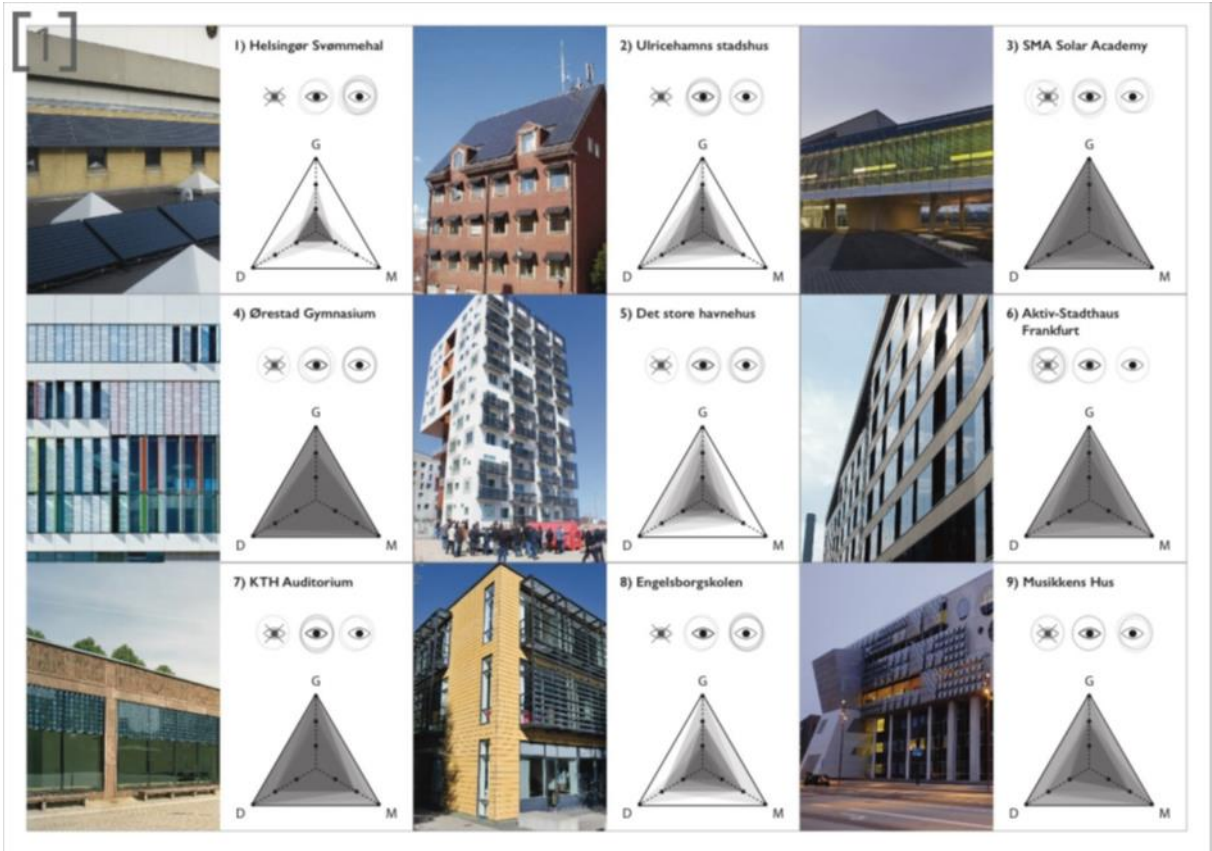 [1]
1) Helsingør Svømmehal
G
D
M
2) Ulricehamns stadshus
G
D
M
3) SMA Solar Academy
G
D
M
4) Ørestad Gymnasium
G
D
M
5) Det store havnehus
G
D
M
6) Aktiv-Stadthaus
Frankfurt
G
D
M
7) KTH Auditorium
G
D
M
8) Engelsborgskolen
G
D
M
9) Musikkens Hus
G
D
M